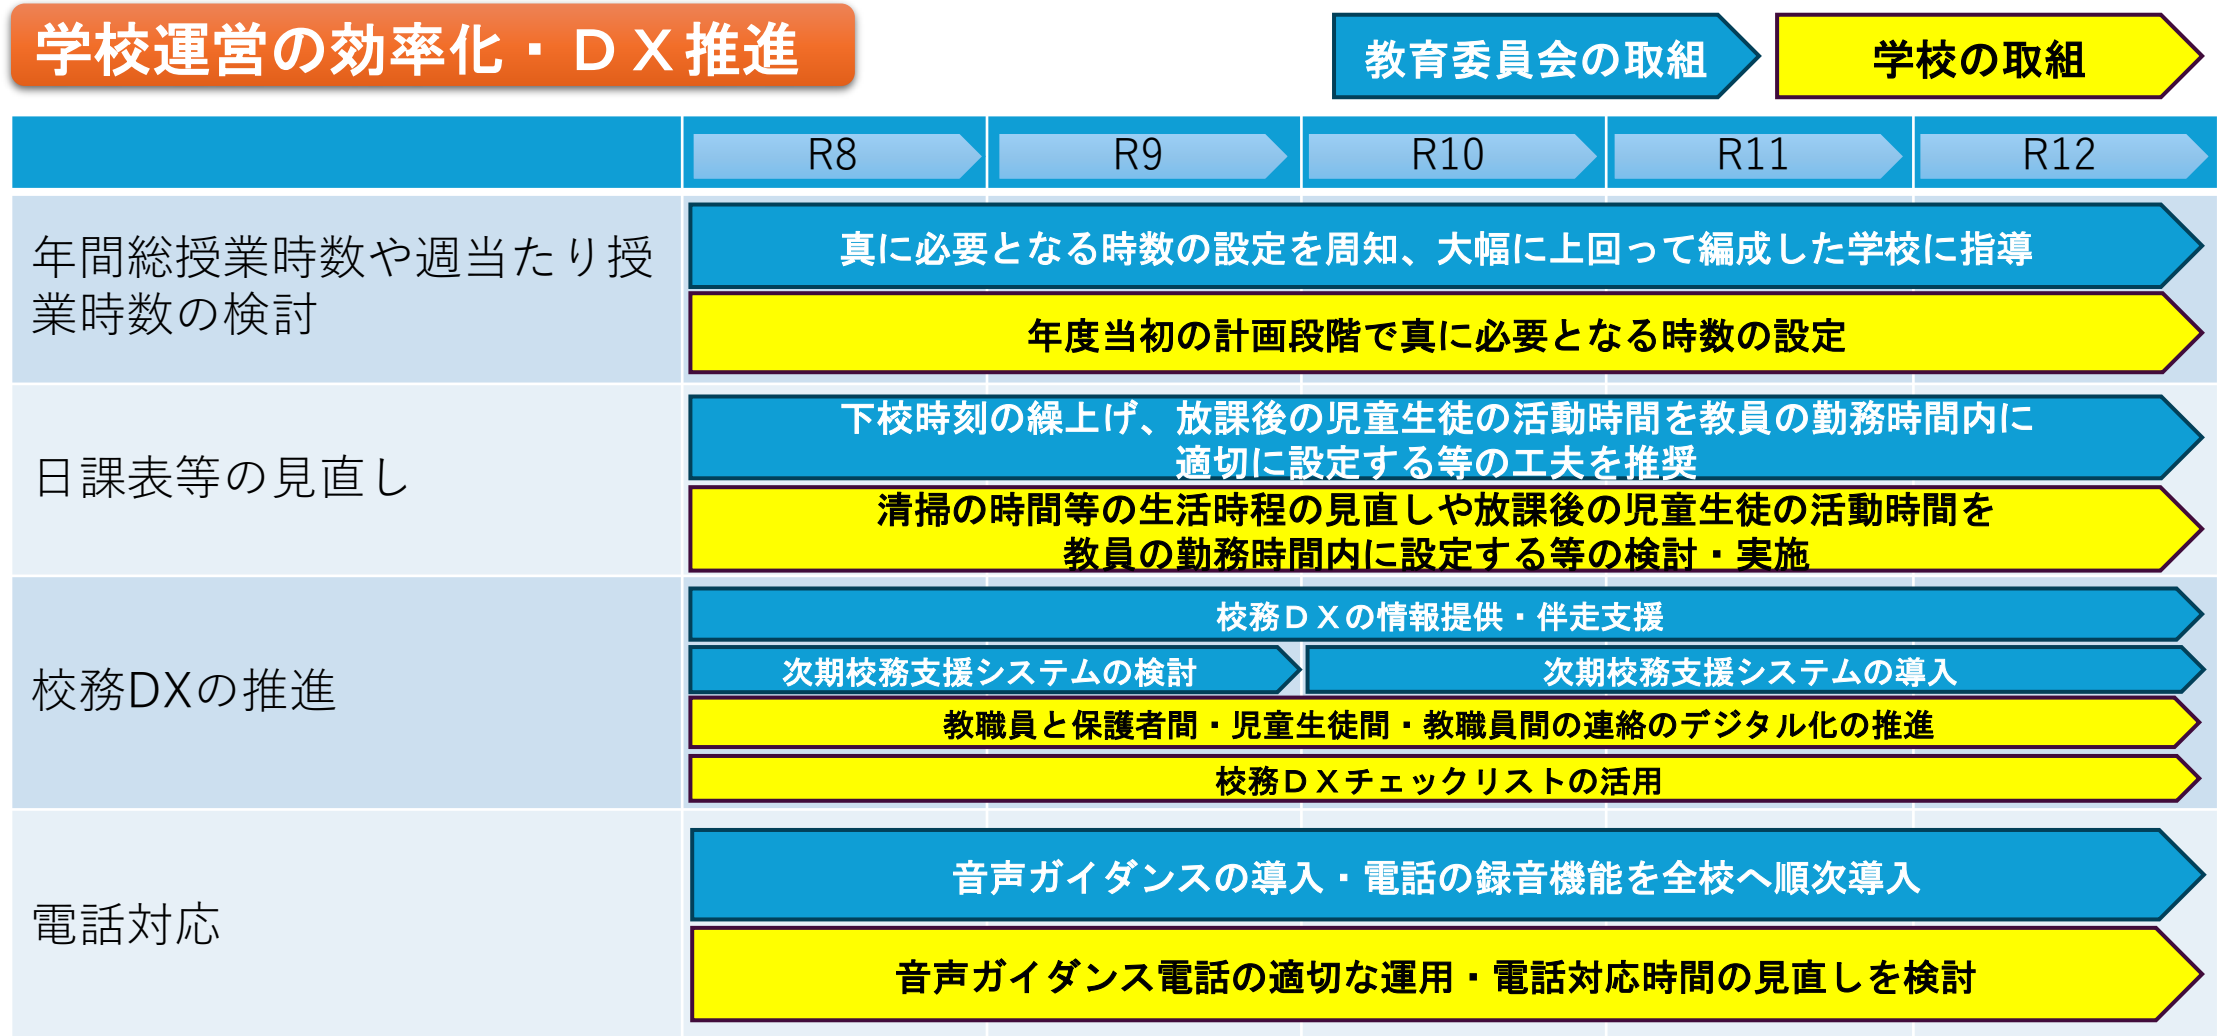 学校運営の効率化・ＤＸ推進
教育委員会の取組
学校の取組
R8
R9
R10
R11
R12
年間総授業時数や週当たり授
業時数の検討
真に必要となる時数の設定を周知、大幅に上回って編成した学校に指導
年度当初の計画段階で真に必要となる時数の設定
日課表等の見直し
下校時刻の繰上げ、放課後の児童生徒の活動時間を教員の勤務時間内に
適切に設定する等の工夫を推奨
清掃の時間等の生活時程の見直しや放課後の児童生徒の活動時間を
教員の勤務時間内に設定する等の検討・実施
校務DXの推進
校務ＤＸの情報提供・伴走支援
次期校務支援システムの検討
次期校務支援システムの導入
教職員と保護者間・児童生徒間・教職員間の連絡のデジタル化の推進
校務ＤＸチェックリストの活用
電話対応
音声ガイダンスの導入・電話の録音機能を全校へ順次導入
音声ガイダンス電話の適切な運用・電話対応時間の見直しを検討